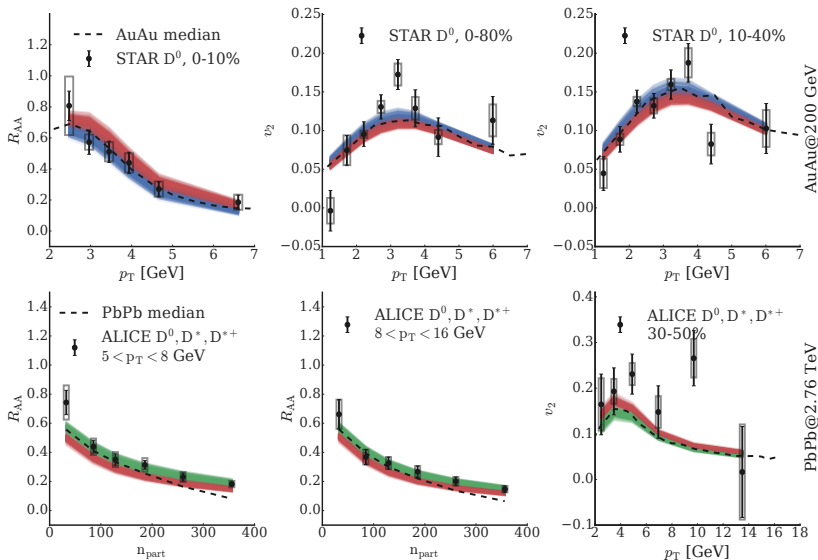 AuAu median
STAR D⁰, 0-10%
1.2
1.0
0.8
0.6
0.4
0.2
0.0
R_AA
2 3 4 5 6 7
p_T [GeV]
STAR D⁰, 0-80%
0.25
0.20
0.15
0.10
0.05
0.00
−0.05
v₂
1 2 3 4 5 6 7
p_T [GeV]
STAR D⁰, 10-40%
0.25
0.20
0.15
0.10
0.05
0.00
−0.05
v₂
1 2 3 4 5 6 7
p_T [GeV]
AuAu@200 GeV
PbPb median
ALICE D⁰, D*, D*⁺
5 < p_T < 8 GeV
1.4
1.2
1.0
0.8
0.6
0.4
0.2
0.0
R_AA
0 100 200 300 400
n_part
ALICE D⁰, D*, D*⁺
8 < p_T < 16 GeV
1.4
1.2
1.0
0.8
0.6
0.4
0.2
0.0
R_AA
0 100 200 300 400
n_part
ALICE D⁰, D*, D*⁺
30-50%
0.4
0.3
0.2
0.1
0.0
−0.1
v₂
2 4 6 8 10 12 14 16 18
p_T [GeV]
PbPb@2.76 TeV